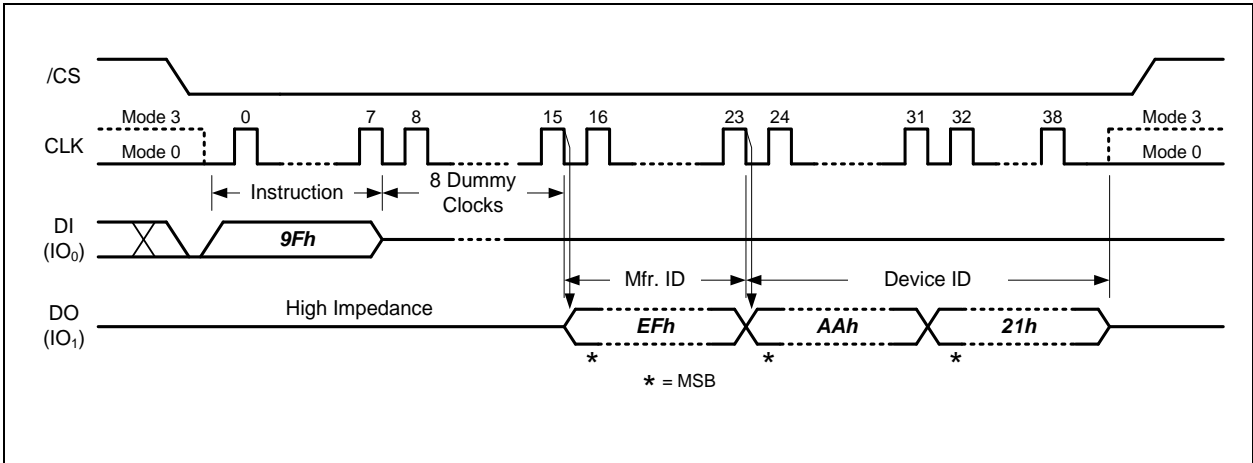 /CS
Mode 3 0 7 8 15 16 23 24 31 32 38 Mode 3
CLK
Mode 0 Mode 0
Instruction 8 Dummy
Clocks
DI
(IO₀)
9Fh
Mfr. ID Device ID
DO
(IO₁)
High Impedance
EFh AAh 21h
* * *
* = MSB